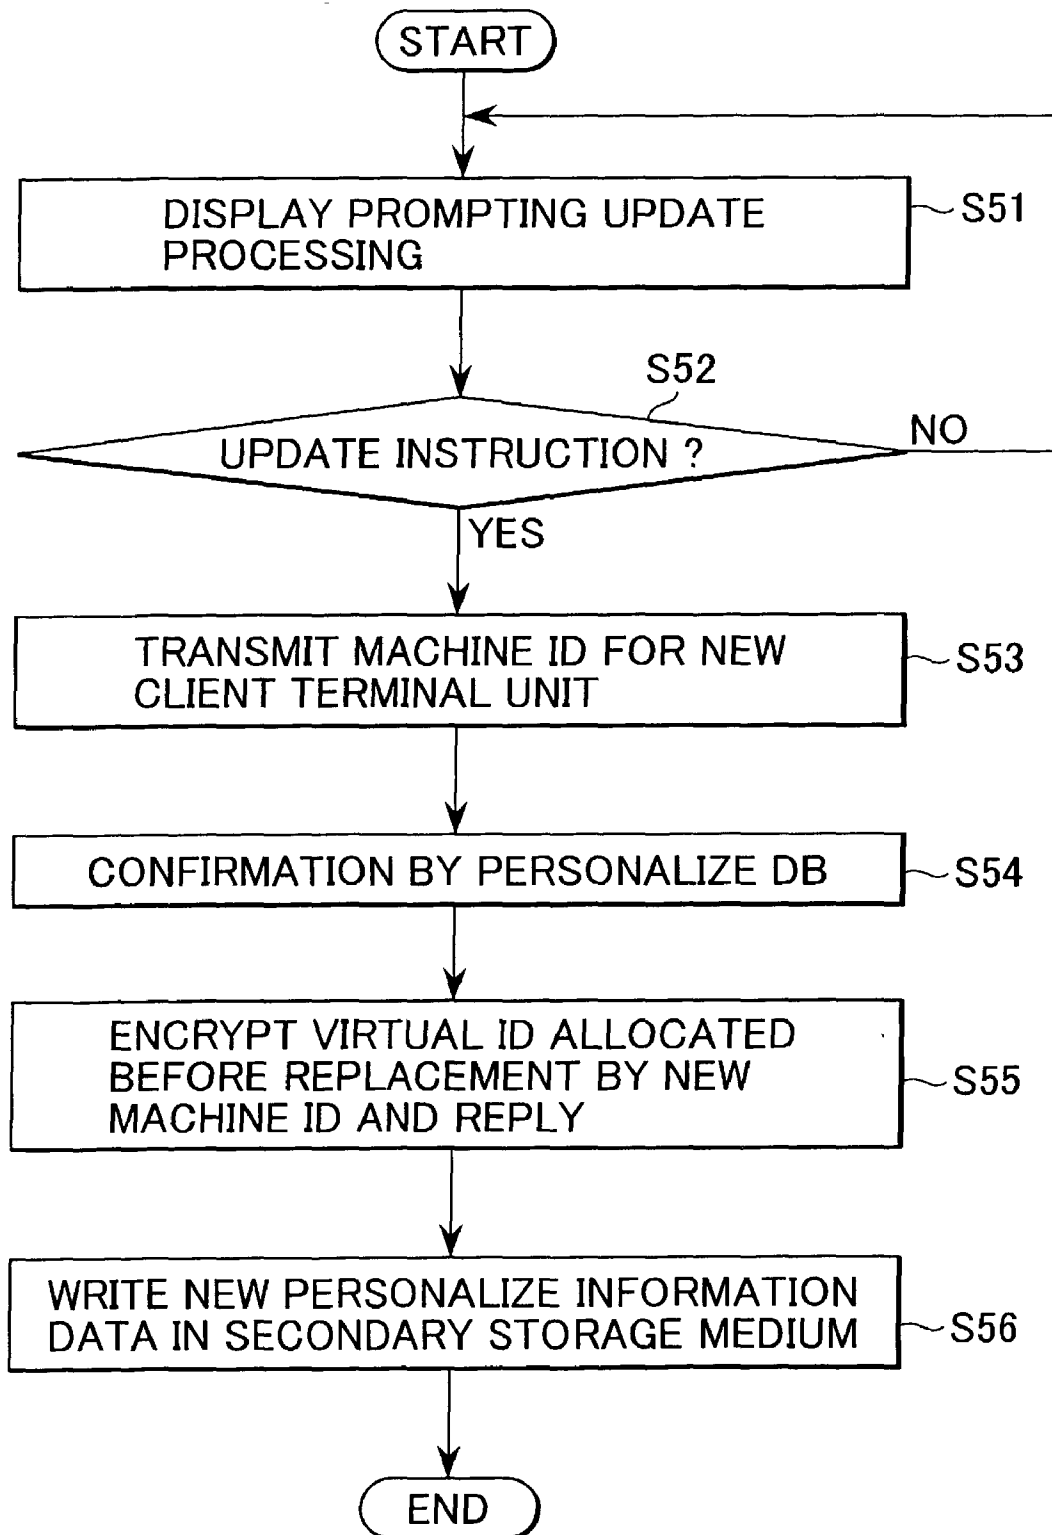 START
DISPLAY PROMPTING UPDATE
PROCESSING
S51
S52
UPDATE INSTRUCTION ?
NO
YES
TRANSMIT MACHINE ID FOR NEW
CLIENT TERMINAL UNIT
S53
CONFIRMATION BY PERSONALIZE DB
S54
ENCRYPT VIRTUAL ID ALLOCATED
BEFORE REPLACEMENT BY NEW
MACHINE ID AND REPLY
S55
WRITE NEW PERSONALIZE INFORMATION
DATA IN SECONDARY STORAGE MEDIUM
S56
END